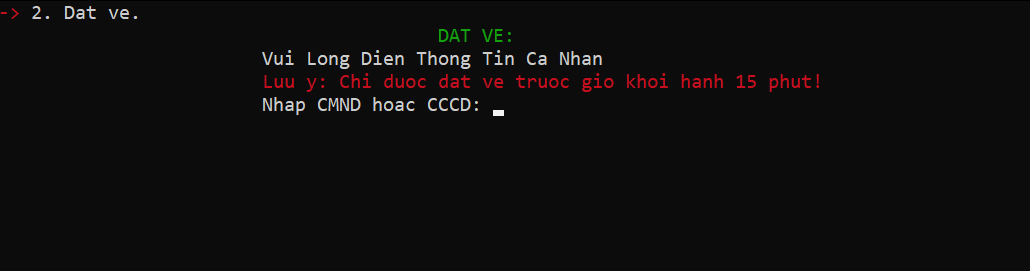 -> 2. Dat ve.
DAT VE:
Vui Long Dien Thong Tin Ca Nhan
Luu y: Chi duoc dat ve truoc gio khoi hanh 15 phut!
Nhap CMND hoac CCCD: